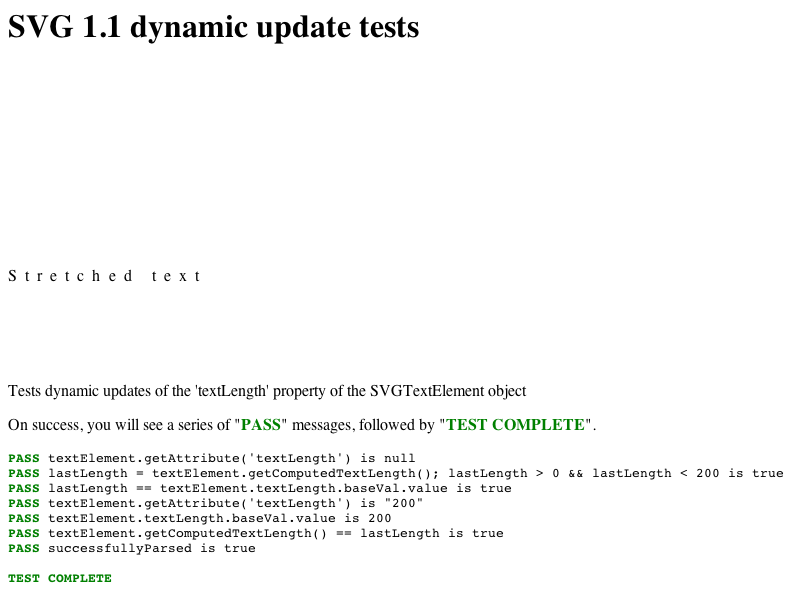 SVG 1.1 dynamic update tests
S t r e t c h e d   t e x t
Tests dynamic updates of the 'textLength' property of the SVGTextElement object
On success, you will see a series of "PASS" messages, followed by "TEST COMPLETE".
PASS textElement.getAttribute('textLength') is null
PASS lastLength = textElement.getComputedTextLength(); lastLength > 0 && lastLength < 200 is true
PASS lastLength == textElement.textLength.baseVal.value is true
PASS textElement.getAttribute('textLength') is "200"
PASS textElement.textLength.baseVal.value is 200
PASS textElement.getComputedTextLength() == lastLength is true
PASS successfullyParsed is true
TEST COMPLETE